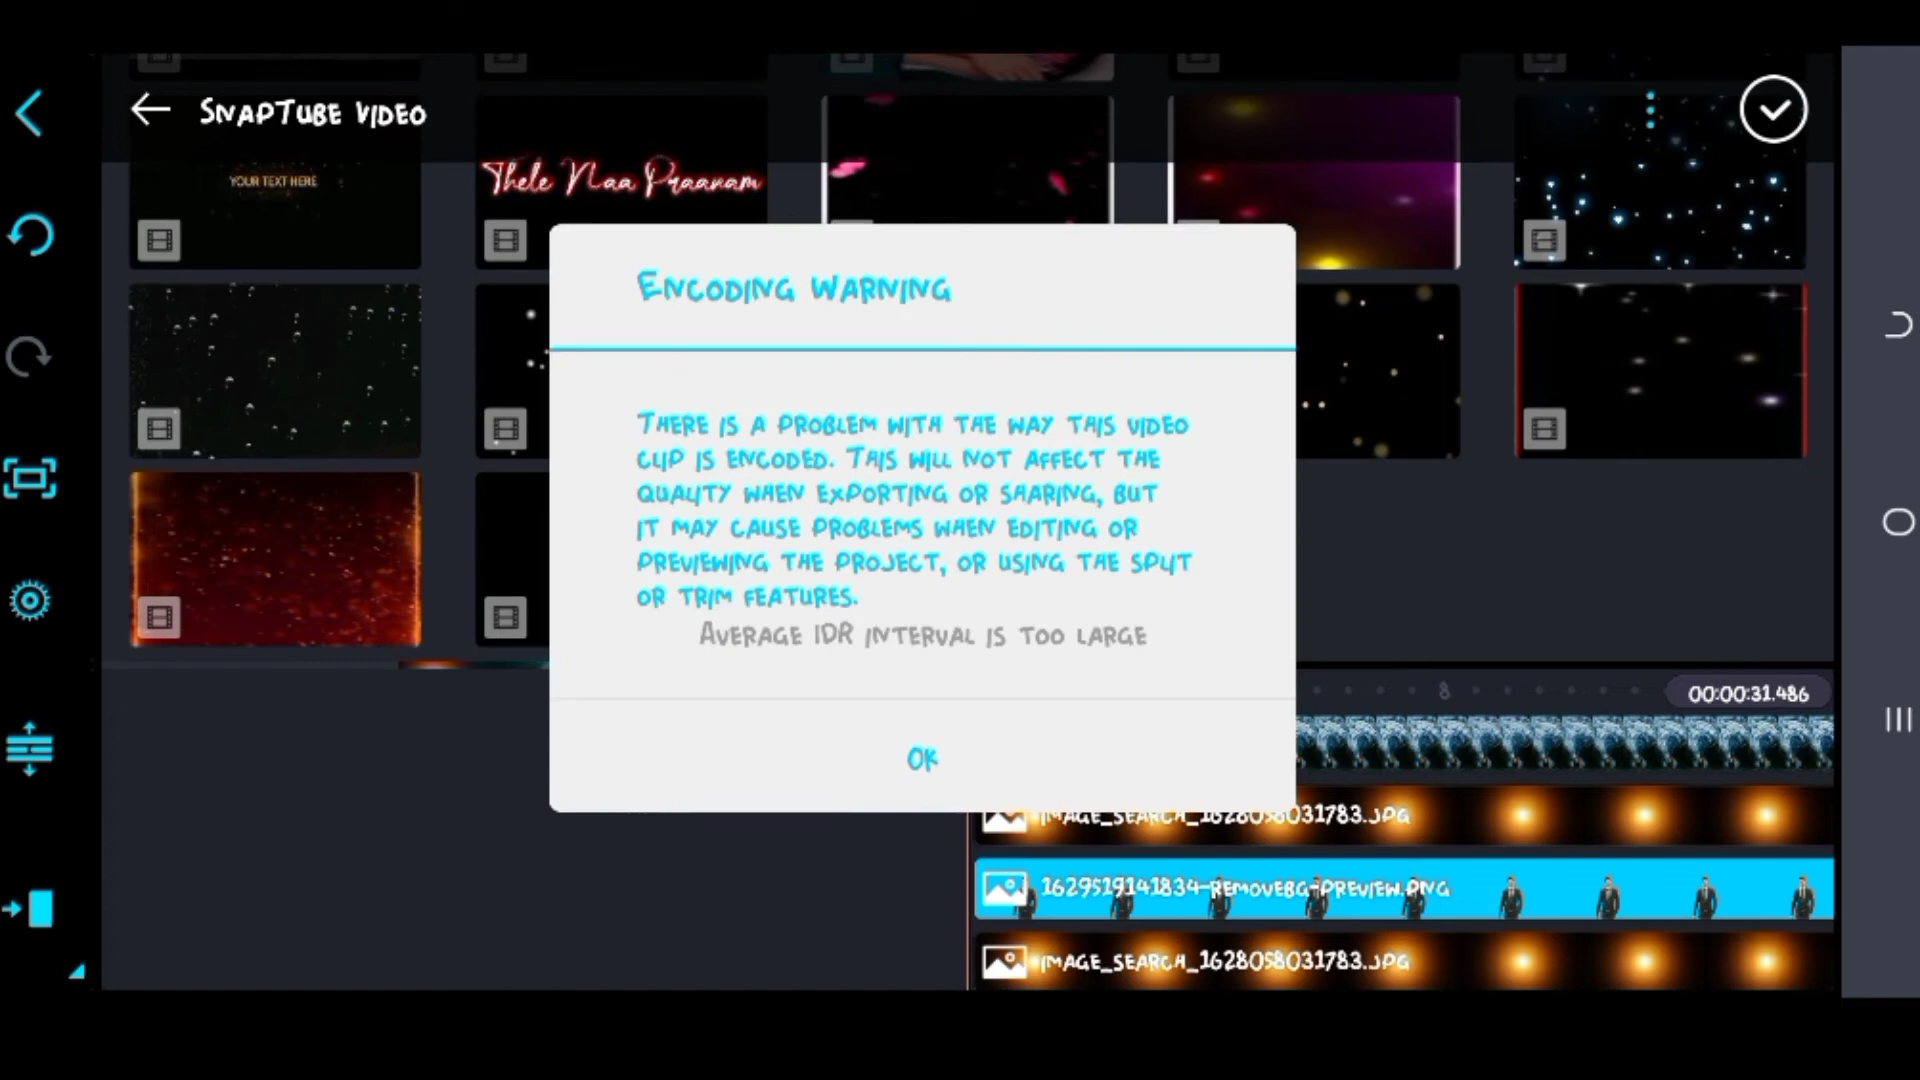 SnapTube video
YOUR TEXT HERE
Thele Naa Praanam
Encoding warning
There is a problem with the way this video
clip is encoded. This will not affect the
quality when exporting or sharing, but
it may cause problems when editing or
previewing the project, or using the split
or trim features.
Average IDR interval is too large
OK
8
00:00:31.486
image_search_1628058031783.jpg
1629519141834-removebg-preview.png
image_search_1628058031783.jpg